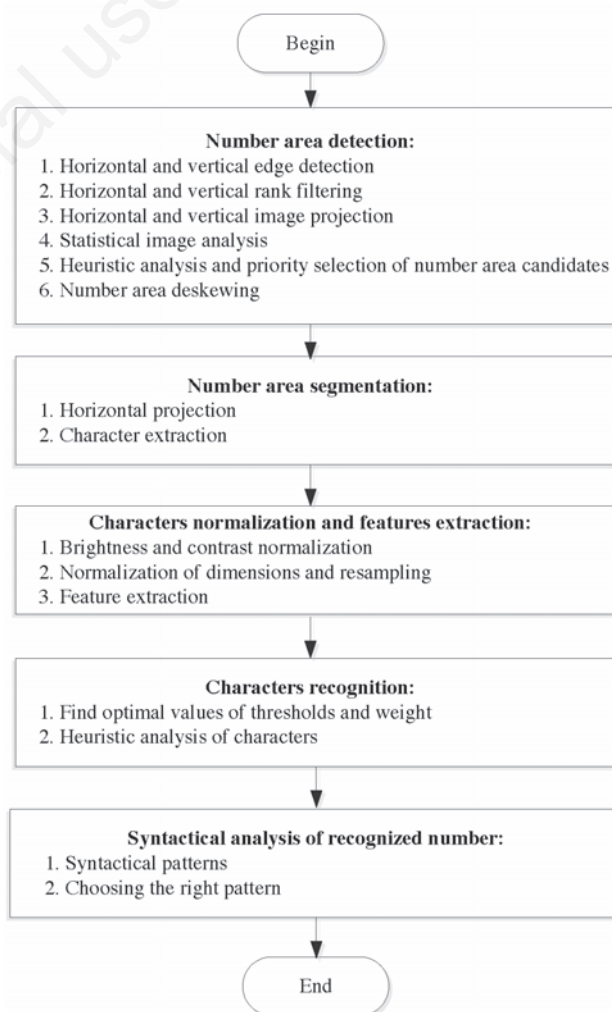 Begin
Number area detection:
1. Horizontal and vertical edge detection
2. Horizontal and vertical rank filtering
3. Horizontal and vertical image projection
4. Statistical image analysis
5. Heuristic analysis and priority selection of number area candidates
6. Number area deskewing
Number area segmentation:
1. Horizontal projection
2. Character extraction
Characters normalization and features extraction:
1. Brightness and contrast normalization
2. Normalization of dimensions and resampling
3. Feature extraction
Characters recognition:
1. Find optimal values of thresholds and weight
2. Heuristic analysis of characters
Syntactical analysis of recognized number:
1. Syntactical patterns
2. Choosing the right pattern
End